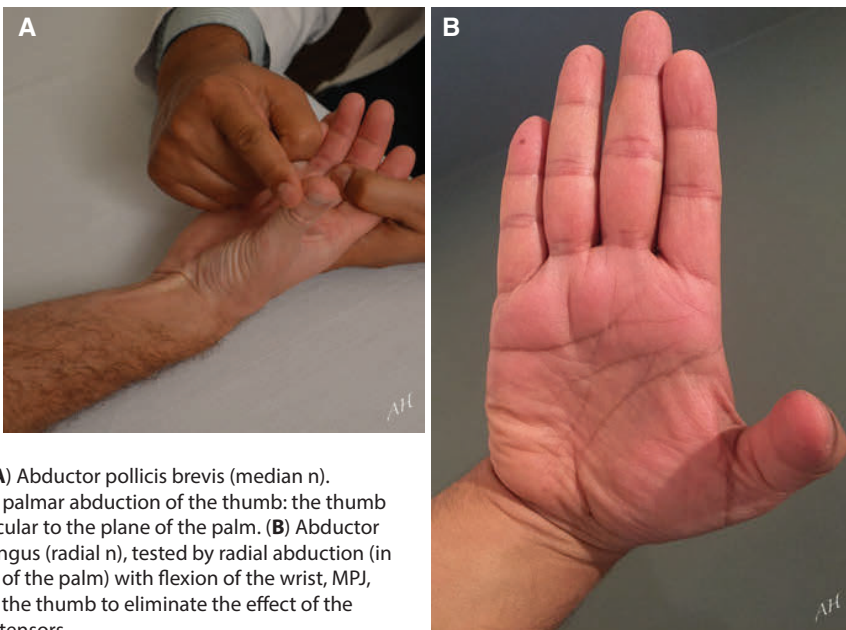 A
B
AH
) Abductor pollicis brevis (median n).
palmar abduction of the thumb: the thumb
cular to the plane of the palm. (B) Abductor
ngus (radial n), tested by radial abduction (in
of the palm) with flexion of the wrist, MPJ,
the thumb to eliminate the effect of the
tensors
AH